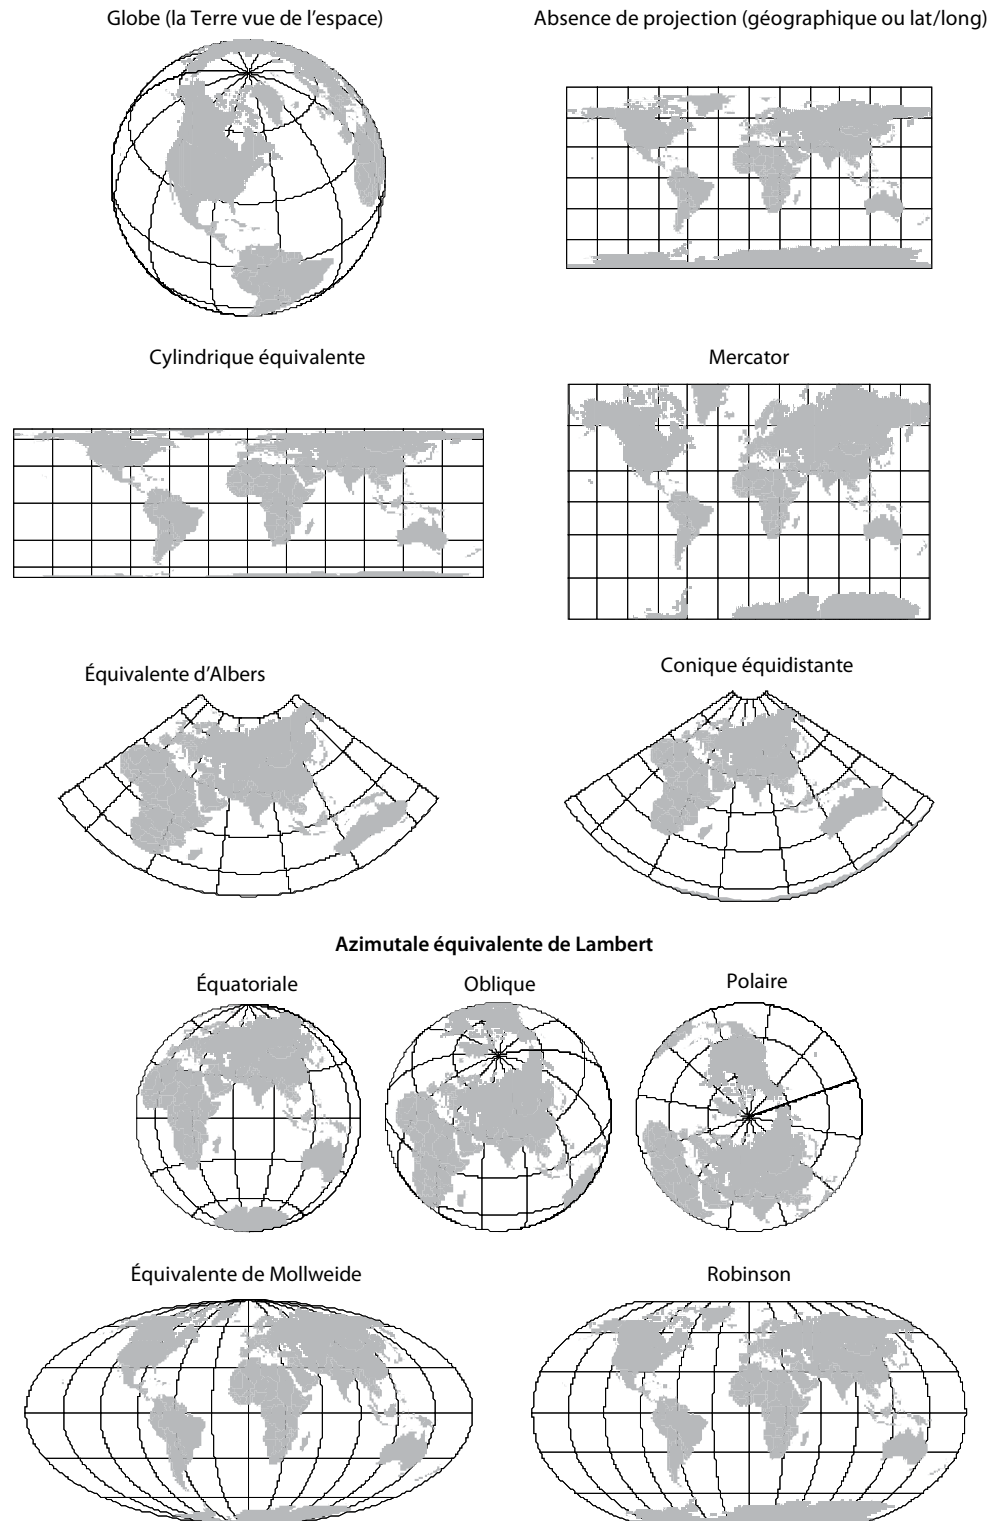 Globe (la Terre vue de l’espace)
Absence de projection (géographique ou lat/long)
Cylindrique équivalente
Mercator
Équivalente d’Albers
Conique équidistante
Azimutale équivalente de Lambert
Équatoriale
Oblique
Polaire
Équivalente de Mollweide
Robinson